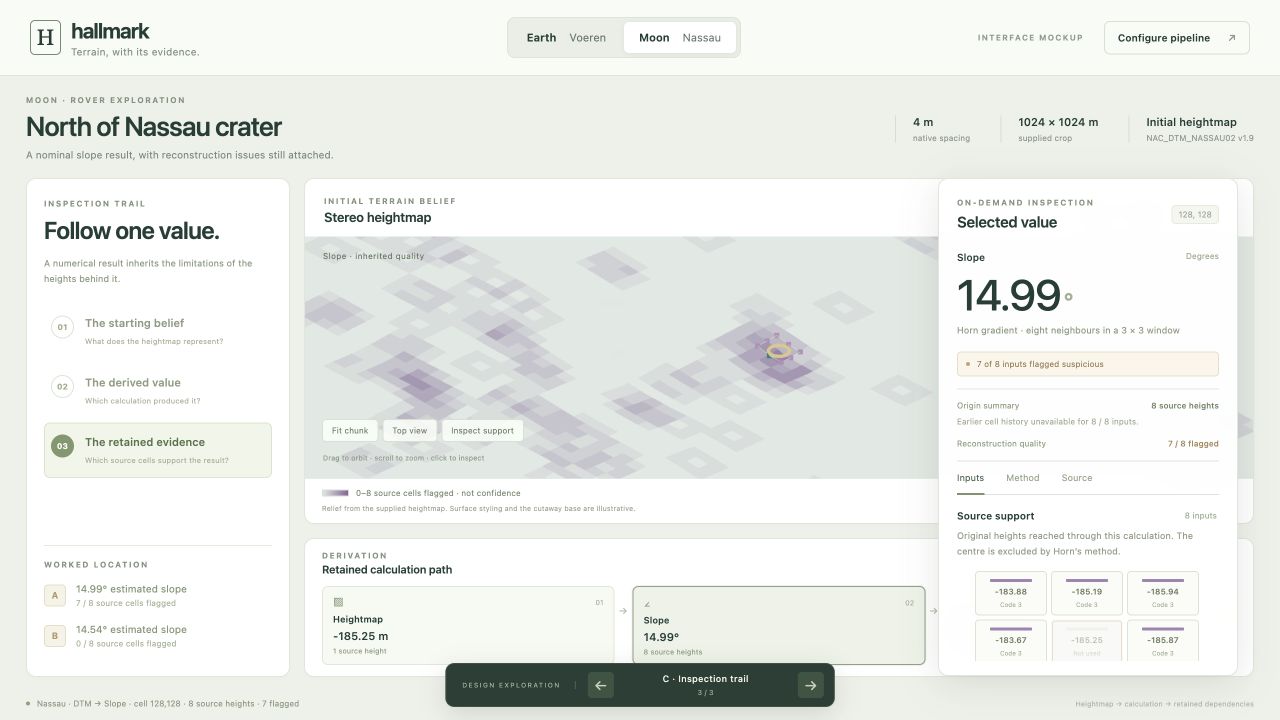 H
hallmark
Terrain, with its evidence.
Earth Voeren Moon Nassau
INTERFACE MOCKUP
Configure pipeline ↗
MOON · ROVER EXPLORATION
North of Nassau crater
A nominal slope result, with reconstruction issues still attached.
4 m
native spacing
1024 × 1024 m
supplied crop
Initial heightmap
NAC_DTM_NASSAU02 v1.9
INSPECTION TRAIL
Follow one value.
A numerical result inherits the limitations of the
heights behind it.
01
The starting belief
What does the heightmap represent?
02
The derived value
Which calculation produced it?
03
The retained evidence
Which source cells support the result?
WORKED LOCATION
A
14.99° estimated slope
7 / 8 source cells flagged
B
14.54° estimated slope
0 / 8 source cells flagged
INITIAL TERRAIN BELIEF
Stereo heightmap
Slope · inherited quality
Fit chunk
Top view
Inspect support
Drag to orbit · scroll to zoom · click to inspect
0–8 source cells flagged · not confidence
Relief from the supplied heightmap. Surface styling and the cutaway base are illustrative.
DERIVATION
Retained calculation path
01
Heightmap
-185.25 m
1 source height
→
02
Slope
14.99°
8 source heights
→
ON-DEMAND INSPECTION
Selected value
128, 128
Slope
Degrees
14.99°
Horn gradient · eight neighbours in a 3 × 3 window
7 of 8 inputs flagged suspicious
Origin summary
8 source heights
Earlier cell history unavailable for 8 / 8 inputs.
Reconstruction quality
7 / 8 flagged
Inputs Method Source
Source support
8 inputs
Original heights reached through this calculation. The
centre is excluded by Horn's method.
-183.88
Code 3
-185.19
Code 3
-185.94
Code 3
-183.67
Code 3
-185.25
Not used
-185.87
Code 3
DESIGN EXPLORATION
←
C · Inspection trail
3 / 3
→
Nassau · DTM → Slope · cell 128,128 · 8 source heights · 7 flagged
Heightmap → calculation → retained dependencies